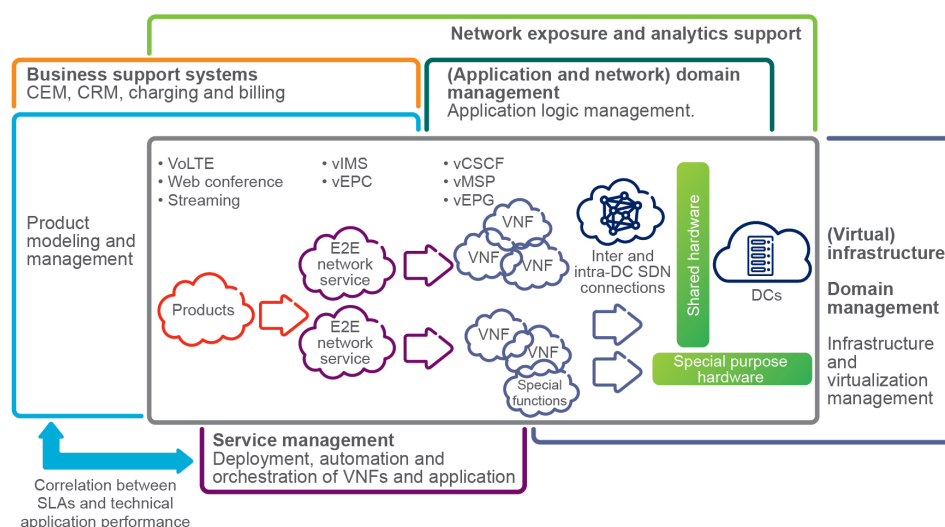 Network exposure and analytics support
Business support systems
CEM, CRM, charging and billing
(Application and network) domain
management
Application logic management.
• VoLTE
• Web conference
• Streaming
• vIMS
• vEPC
• vCSCF
• vMSP
• vEPG
Product
modeling and
management
Products
E2E
network
service
E2E
network
service
VNF
VNF
VNF
VNF
VNF
Special
functions
Inter and
intra-DC SDN
connections
Shared hardware
Special purpose
hardware
DCs
(Virtual)
infrastructure
Domain
management
Infrastructure
and
virtualization
management
Service management
Deployment, automation and
orchestration of VNFs and application
Correlation between
SLAs and technical
application performance